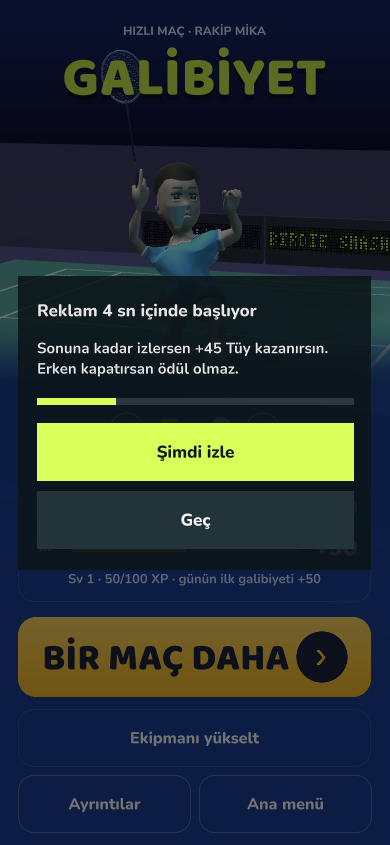 HIZLI MAÇ · RAKİP MİKA
GALİBİYET
BIRDIE SMASH
Reklam 4 sn içinde başlıyor
Sonuna kadar izlersen +45 Tüy kazanırsın.
Erken kapatırsan ödül olmaz.
Şimdi izle
Geç
Sv 1 · 50/100 XP · günün ilk galibiyeti +50
BİR MAÇ DAHA
Ekipmanı yükselt
Ayrıntılar
Ana menü